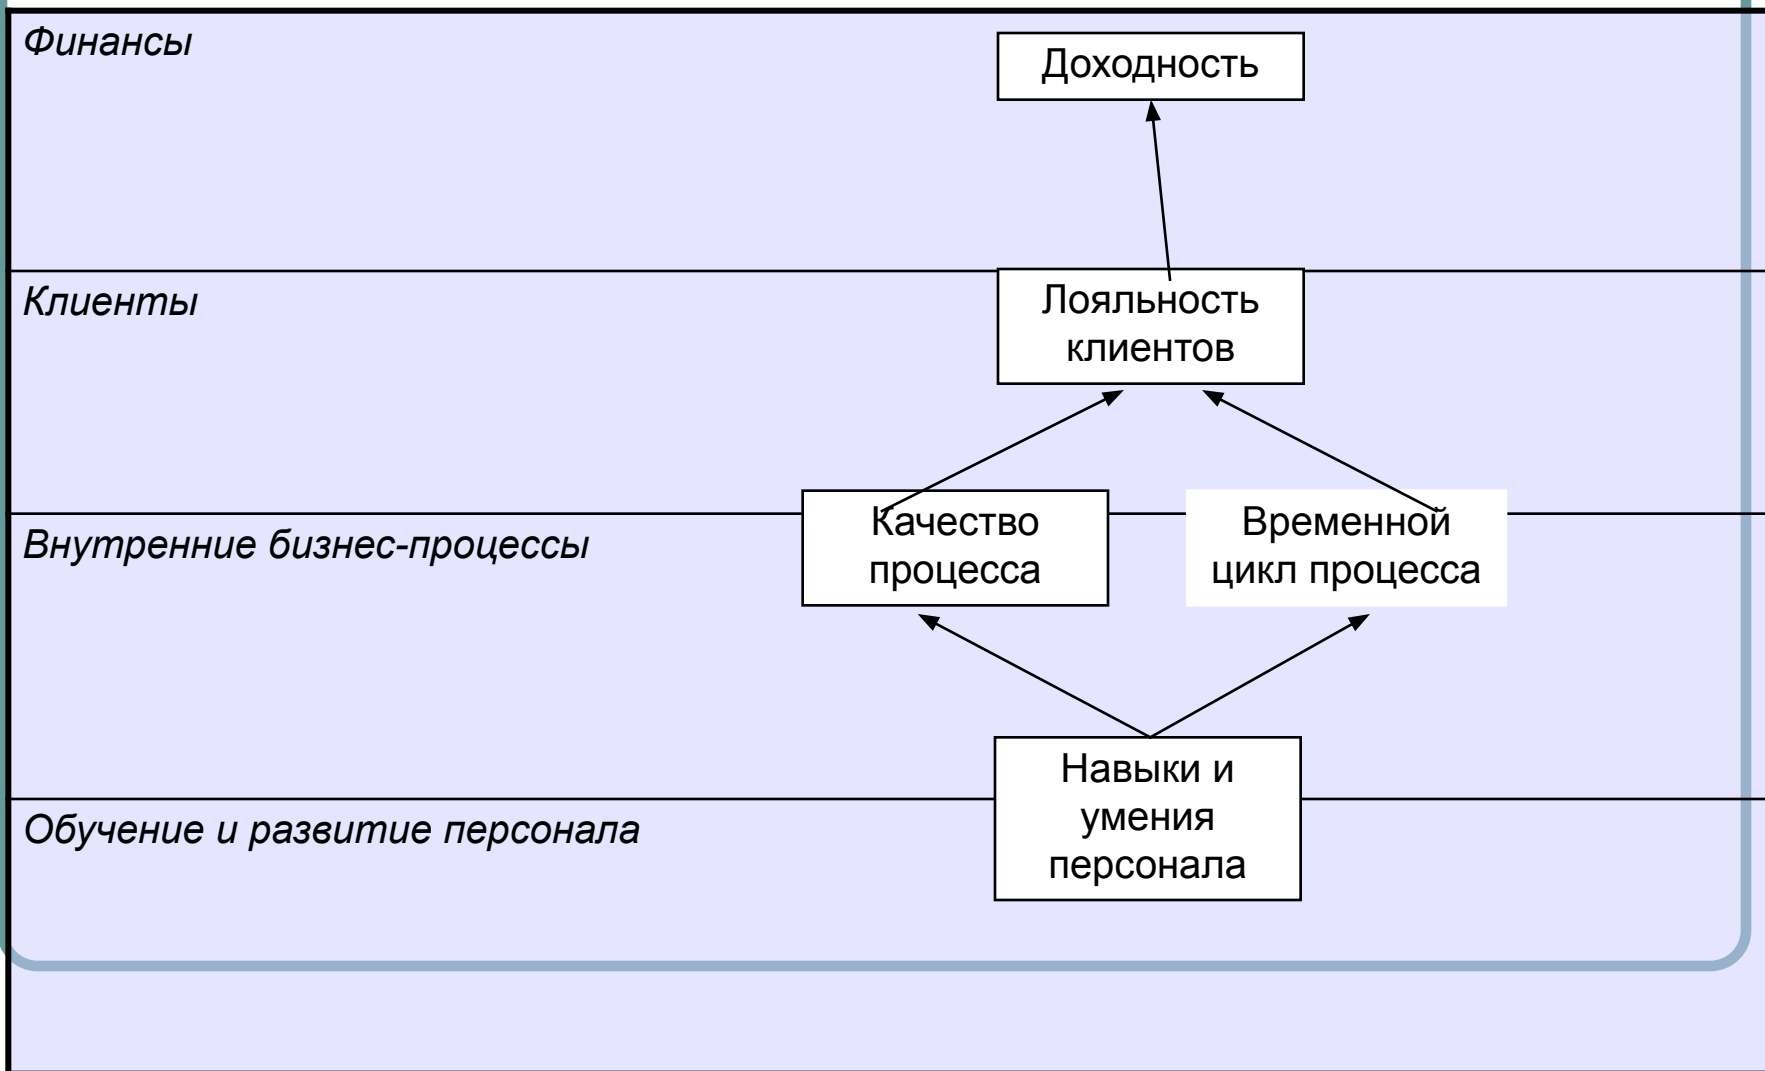 Финансы
Доходность
Клиенты
Лояльность
клиентов
Внутренние бизнес-процессы
Качество
процесса
Временной
цикл процесса
Обучение и развитие персонала
Навыки и
умения
персонала